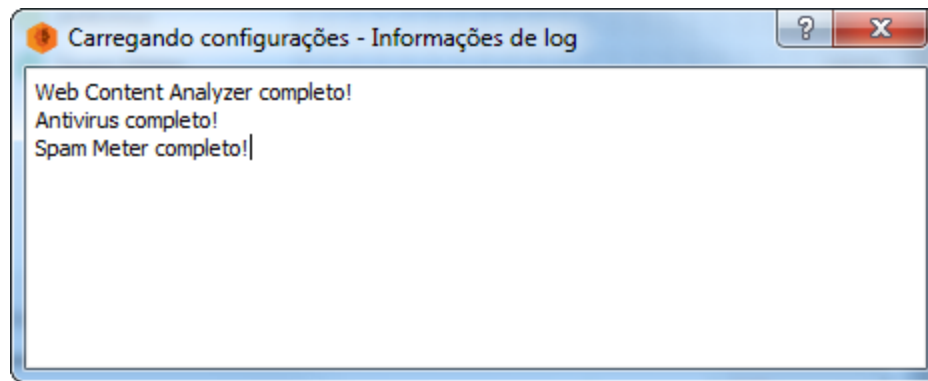 Carregando configurações - Informações de log
Web Content Analyzer completo!
Antivirus completo!
Spam Meter completo!